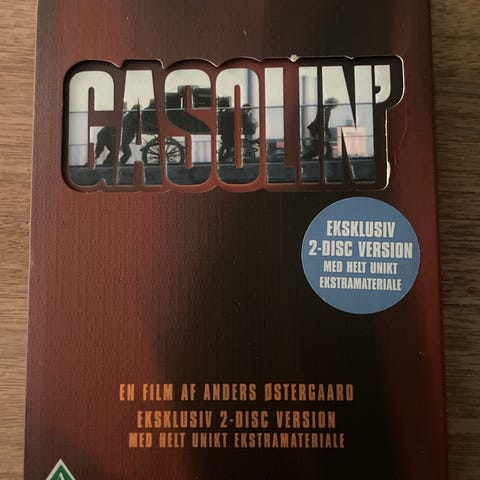 GASOLIN'
EKSKLUSIV
2-DISC VERSION
MED HELT UNIKT
EKSTRAMATERIALE
EN FILM AF ANDERS ØSTERGAARD
EKSKLUSIV 2-DISC VERSION
MED HELT UNIKT EKSTRAMATERIALE